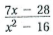 7x − 28
x² − 16